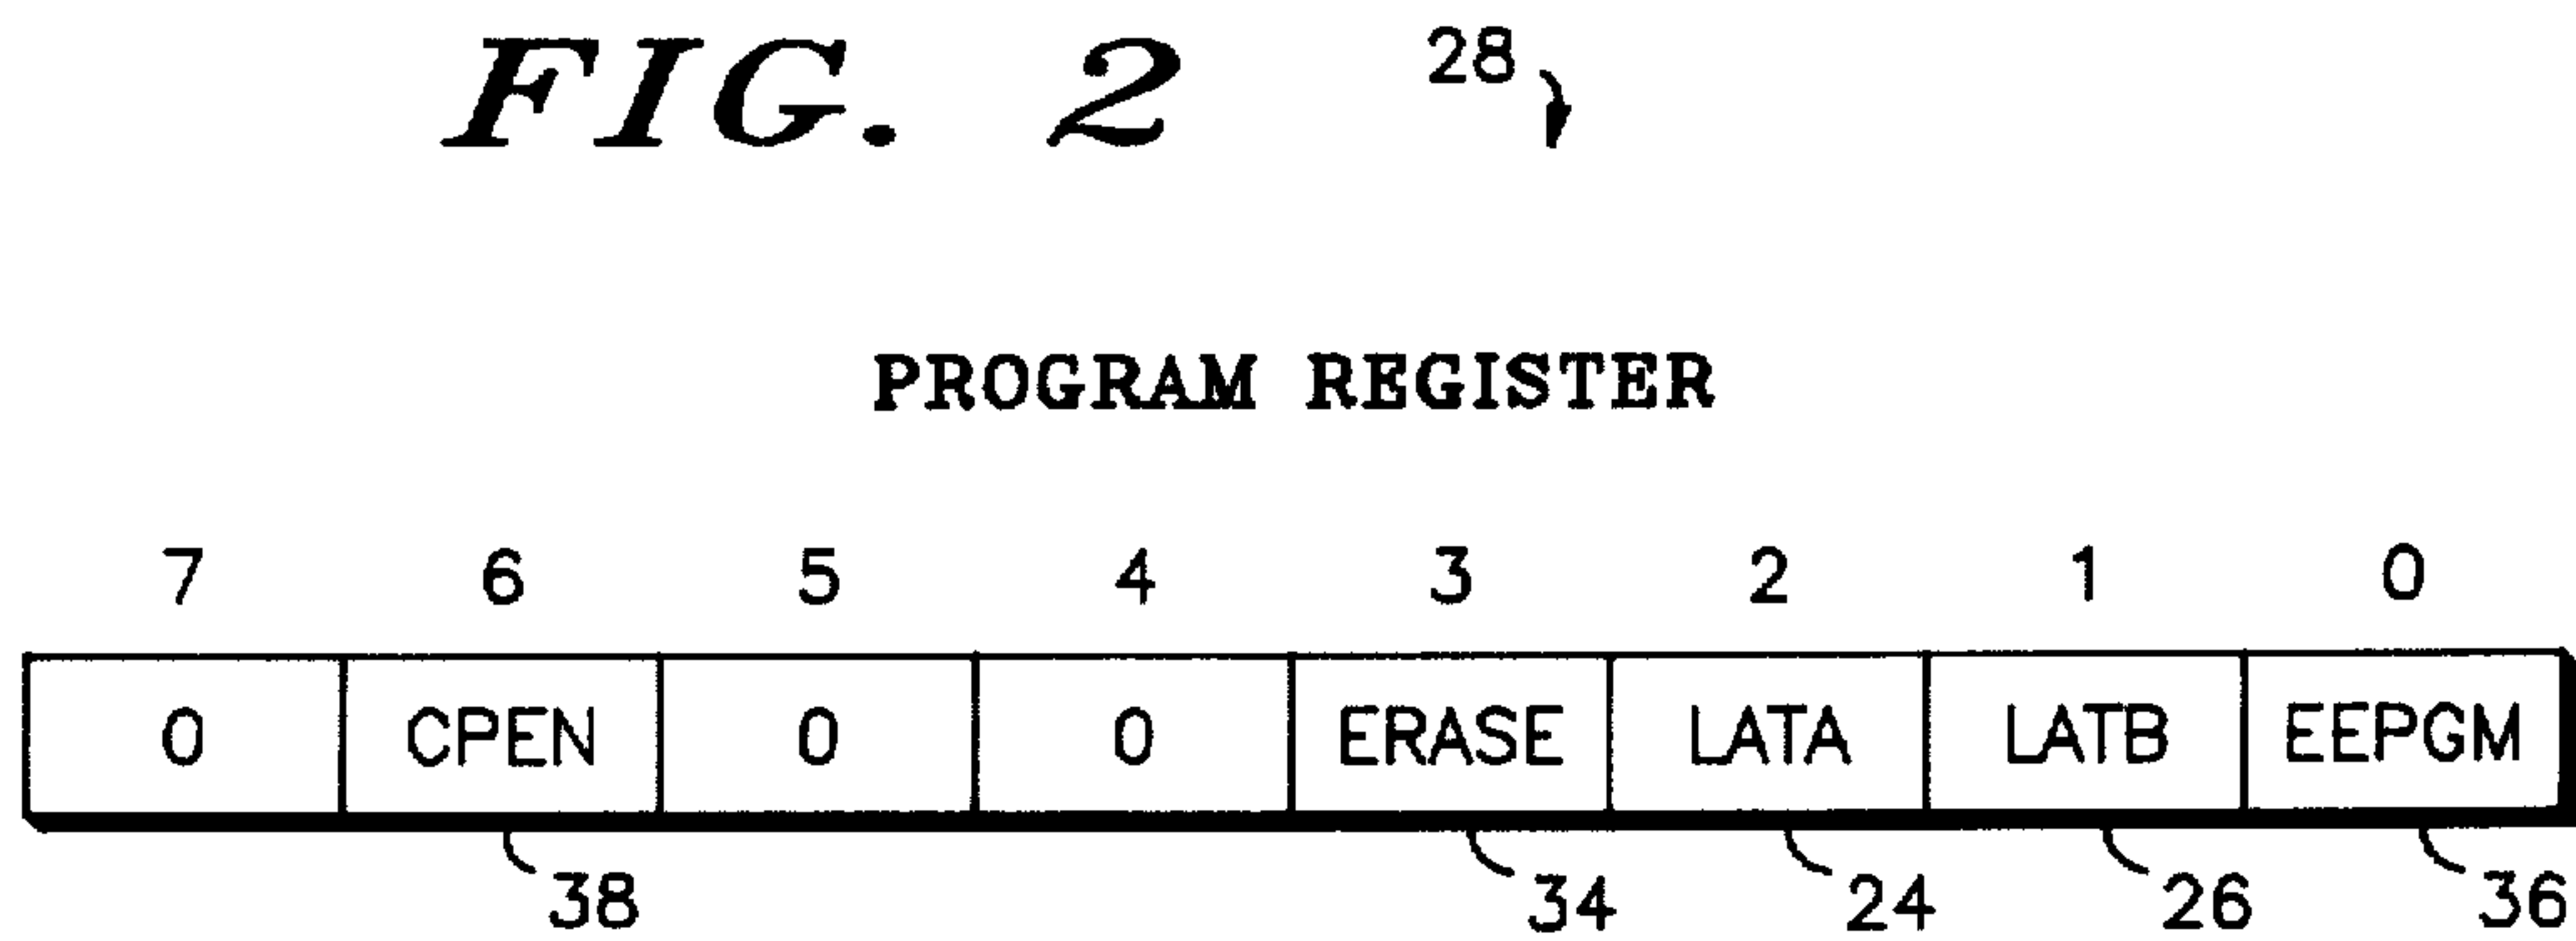 FIG. 2 28
PROGRAM REGISTER
7 6 5 4 3 2 1 0
0 CPEN 0 0 ERASE LATA LATB EEPGM
38 34 24 26 36